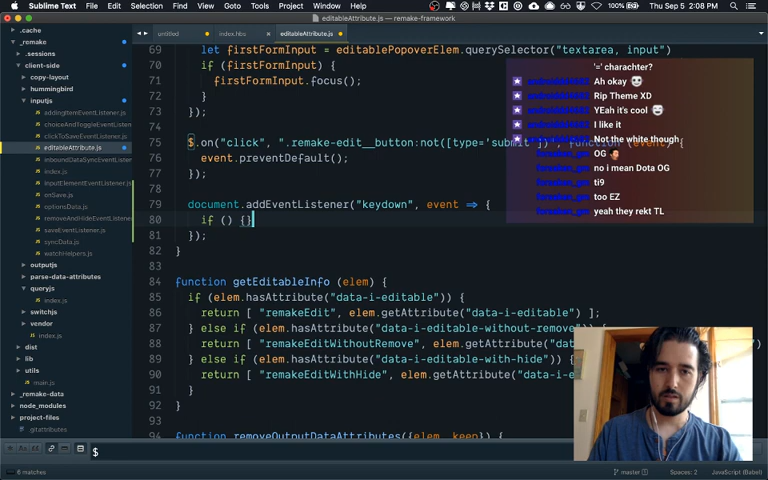 Sublime Text File Edit Selection Find View Goto Tools Project Window Help 100% Thu Sep 5 2:08 PM
editableAttribute.js — remake-framework
.cache
_remake
.sessions
client-side
copy-layout
hummingbird
inputjs
addingItemEventListener.js
choiceAndToggleEventListener
clickToSaveEventListener.js
editableAttribute.js
inboundDataSyncEventListener
index.js
inputElementEventListener.js
onSave.js
optionsData.js
removeAndHideEventListener
saveEventListener.js
syncData.js
watchHelpers.js
outputjs
parse-data-attributes
queryjs
index.js
switchjs
vendor
index.js
dist
lib
utils
main.js
_remake-data
node_modules
project-files
.gitattributes
untitled index.hbs editableAttribute.js
69 let firstFormInput = editablePopoverElem.querySelector("textarea, input")
70 if (firstFormInput) {
71 firstFormInput.focus();
72 }
73 });
74
75 $.on("click", ".remake-edit__button:not([type='submit'])", function (event) {
76 event.preventDefault();
77 });
78
79 document.addEventListener("keydown", event => {
80 if () {}
81 });
82 }
83
84 function getEditableInfo (elem) {
85 if (elem.hasAttribute("data-i-editable")) {
86 return [ "remakeEdit", elem.getAttribute("data-i-editable") ];
87 } else if (elem.hasAttribute("data-i-editable-without-remove")) {
88 return [ "remakeEditWithoutRemove", elem.getAttribute("da
89 } else if (elem.hasAttribute("data-i-editable-with-hide")) {
90 return [ "remakeEditWithHide", elem.getAttribute("data-i-e
91 }
92 }
93
94 function removeOutputDataAttributes({elem, keep}) {
'=' charachter?
Ah okay
Rip Theme XD
YEah it's cool
I like it
Not the white though
OG
no i mean Dota OG
ti9
too EZ
yeah they rekt TL
$
6 matches master Spaces: 2 JavaScript (Babel)